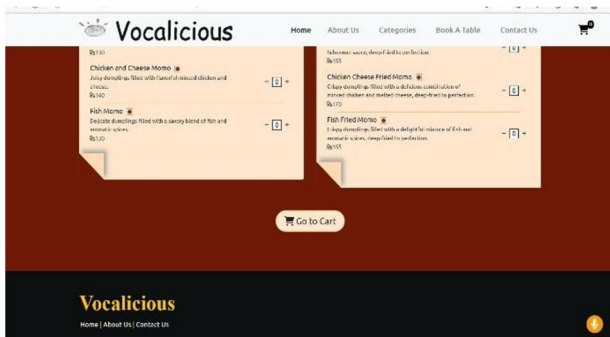 Vocalicious
Home
About Us
Categories
Book A Table
Contact Us
0
Rs130
Chicken and Cheese Momo
Juicy dumplings filled with flavorful minced chicken and
cheese.
Rs140
- 0 +
Fish Momo
Delicate dumplings filled with a savory blend of fish and
aromatic spices.
Rs130
- 0 +
sauce, deep-fried to perfection.
Rs155
- 0 +
Chicken Cheese Fried Momo
Crispy dumplings filled with a delicious combination of
minced chicken and melted cheese, deep-fried to perfection.
Rs170
- 0 +
Fish Fried Momo
Crispy dumplings filled with a delightful mixture of fish and
aromatic spices, deep-fried to perfection.
Rs155
- 0 +
Go to Cart
Vocalicious
Home | About Us | Contact Us